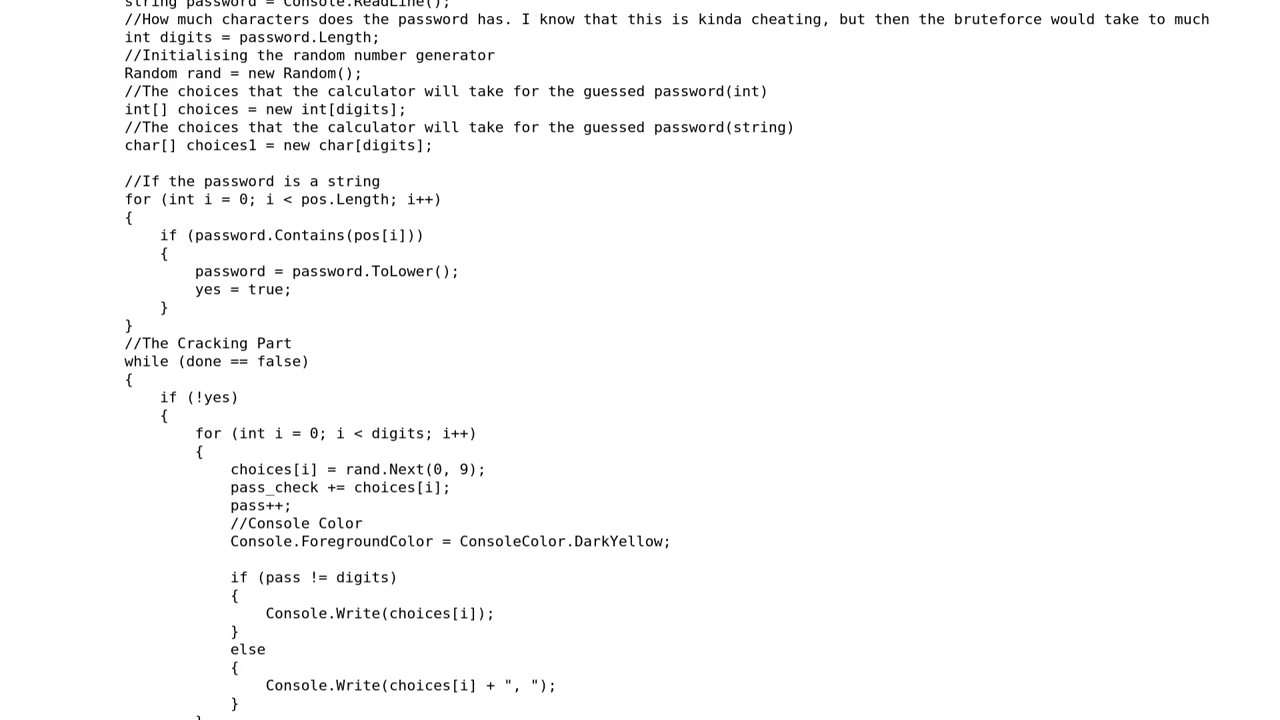 string password = Console.ReadLine();
//How much characters does the password has. I know that this is kinda cheating, but then the bruteforce would take to much
int digits = password.Length;
//Initialising the random number generator
Random rand = new Random();
//The choices that the calculator will take for the guessed password(int)
int[] choices = new int[digits];
//The choices that the calculator will take for the guessed password(string)
char[] choices1 = new char[digits];

//If the password is a string
for (int i = 0; i < pos.Length; i++)
{
    if (password.Contains(pos[i]))
    {
        password = password.ToLower();
        yes = true;
    }
}
//The Cracking Part
while (done == false)
{
    if (!yes)
    {
        for (int i = 0; i < digits; i++)
        {
            choices[i] = rand.Next(0, 9);
            pass_check += choices[i];
            pass++;
            //Console Color
            Console.ForegroundColor = ConsoleColor.DarkYellow;

            if (pass != digits)
            {
                Console.Write(choices[i]);
            }
            else
            {
                Console.Write(choices[i] + ", ");
            }
        }